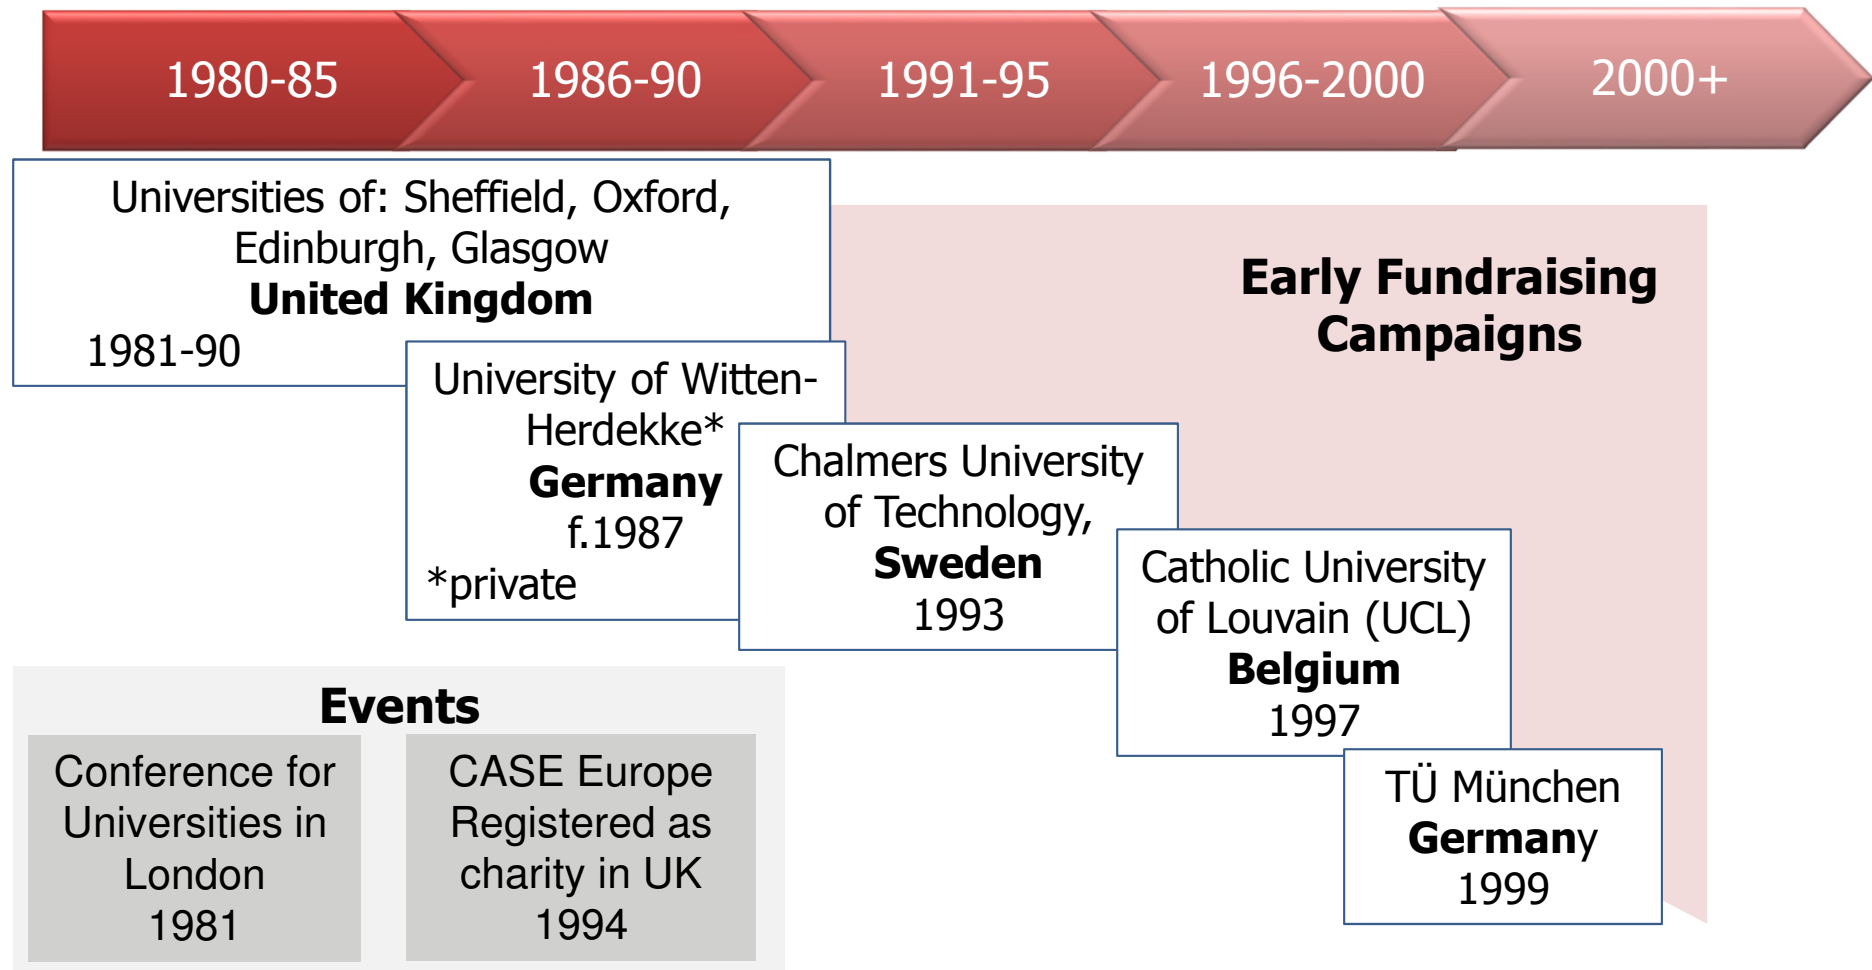 1980-85
1986-90
1991-95
1996-2000
2000+
Universities of: Sheffield, Oxford,
Edinburgh, Glasgow
United Kingdom
1981-90
Early Fundraising
Campaigns
University of Witten-
Herdekke*
Germany
f.1987
*private
Chalmers University
of Technology,
Sweden
1993
Catholic University
of Louvain (UCL)
Belgium
1997
TÜ München
Germany
1999
Events
Conference for
Universities in
London
1981
CASE Europe
Registered as
charity in UK
1994